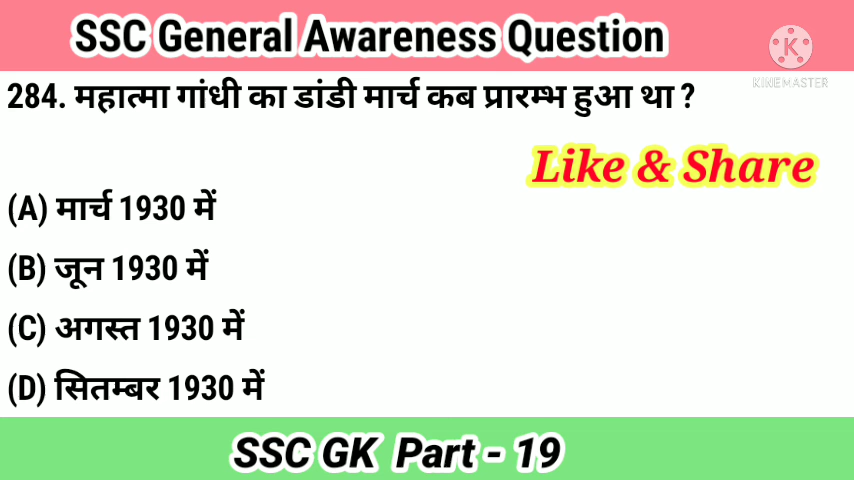 SSC General Awareness Question
K
KINEMASTER
284. महात्मा गांधी का डांडी मार्च कब प्रारम्भ हुआ था ?
Like & Share
(A) मार्च 1930 में
(B) जून 1930 में
(C) अगस्त 1930 में
(D) सितम्बर 1930 में
SSC GK Part - 19